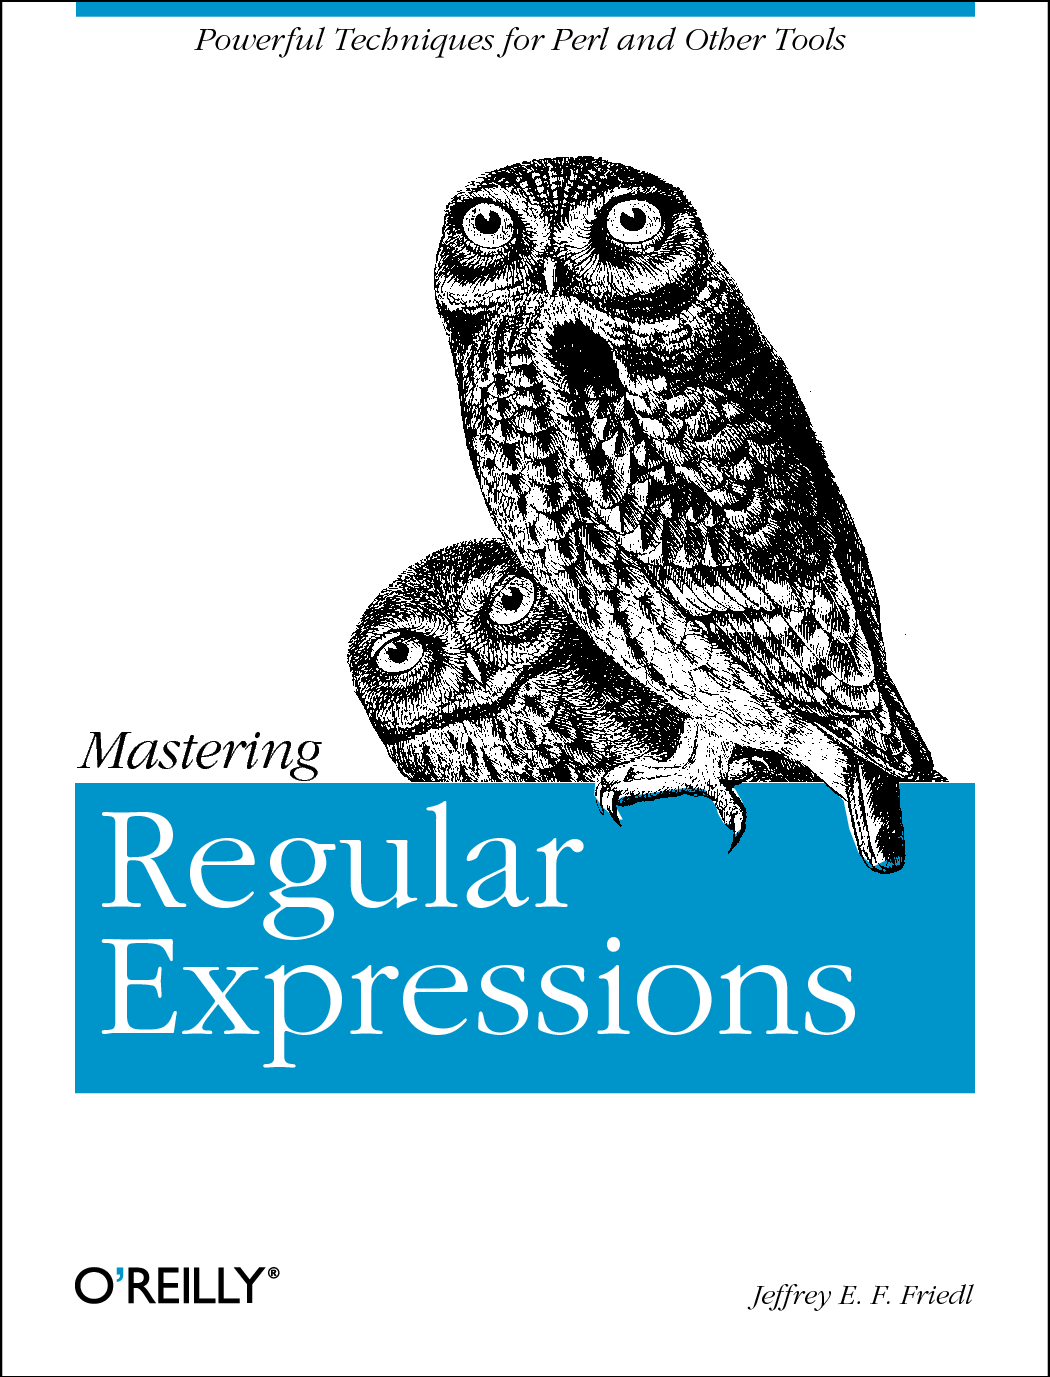 Powerful Techniques for Perl and Other Tools
Mastering
Regular
Expressions
O'REILLY®
Jeffrey E. F. Friedl